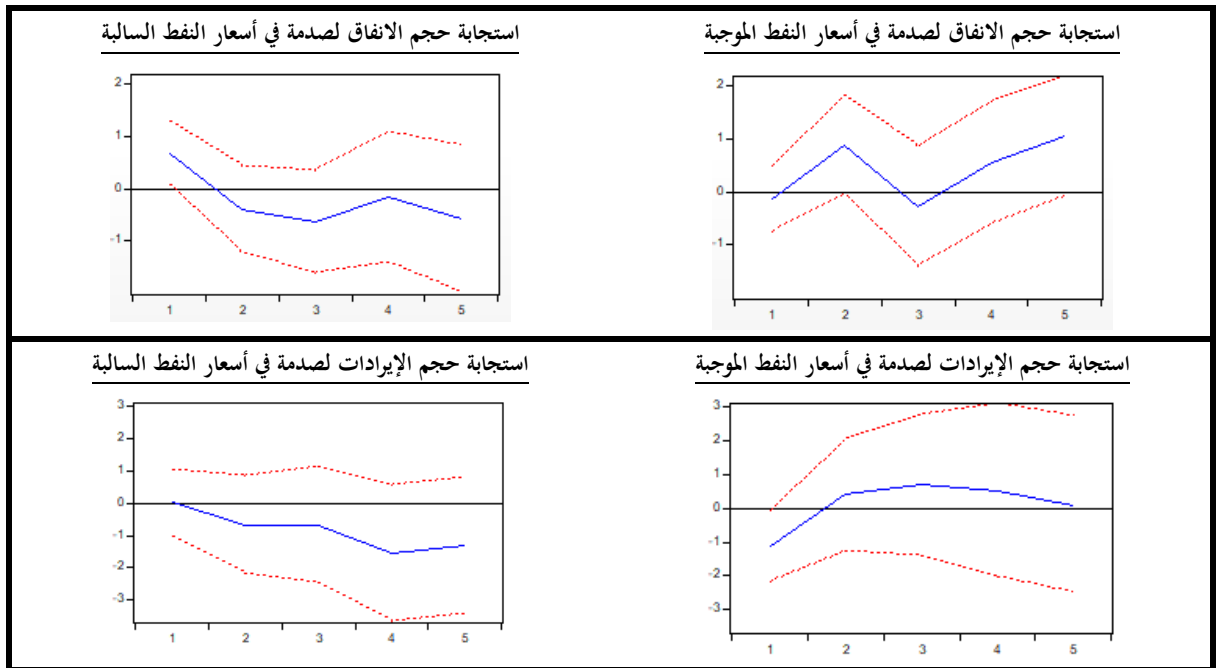 استجابة حجم الانفاق لصدمة في أسعار النفط الموجبة
2
1
0
-1
1 2 3 4 5
استجابة حجم الانفاق لصدمة في أسعار النفط السالبة
2
1
0
-1
1 2 3 4 5
استجابة حجم الإيرادات لصدمة في أسعار النفط الموجبة
3
2
1
0
-1
-2
-3
1 2 3 4 5
استجابة حجم الإيرادات لصدمة في أسعار النفط السالبة
3
2
1
0
-1
-2
-3
1 2 3 4 5